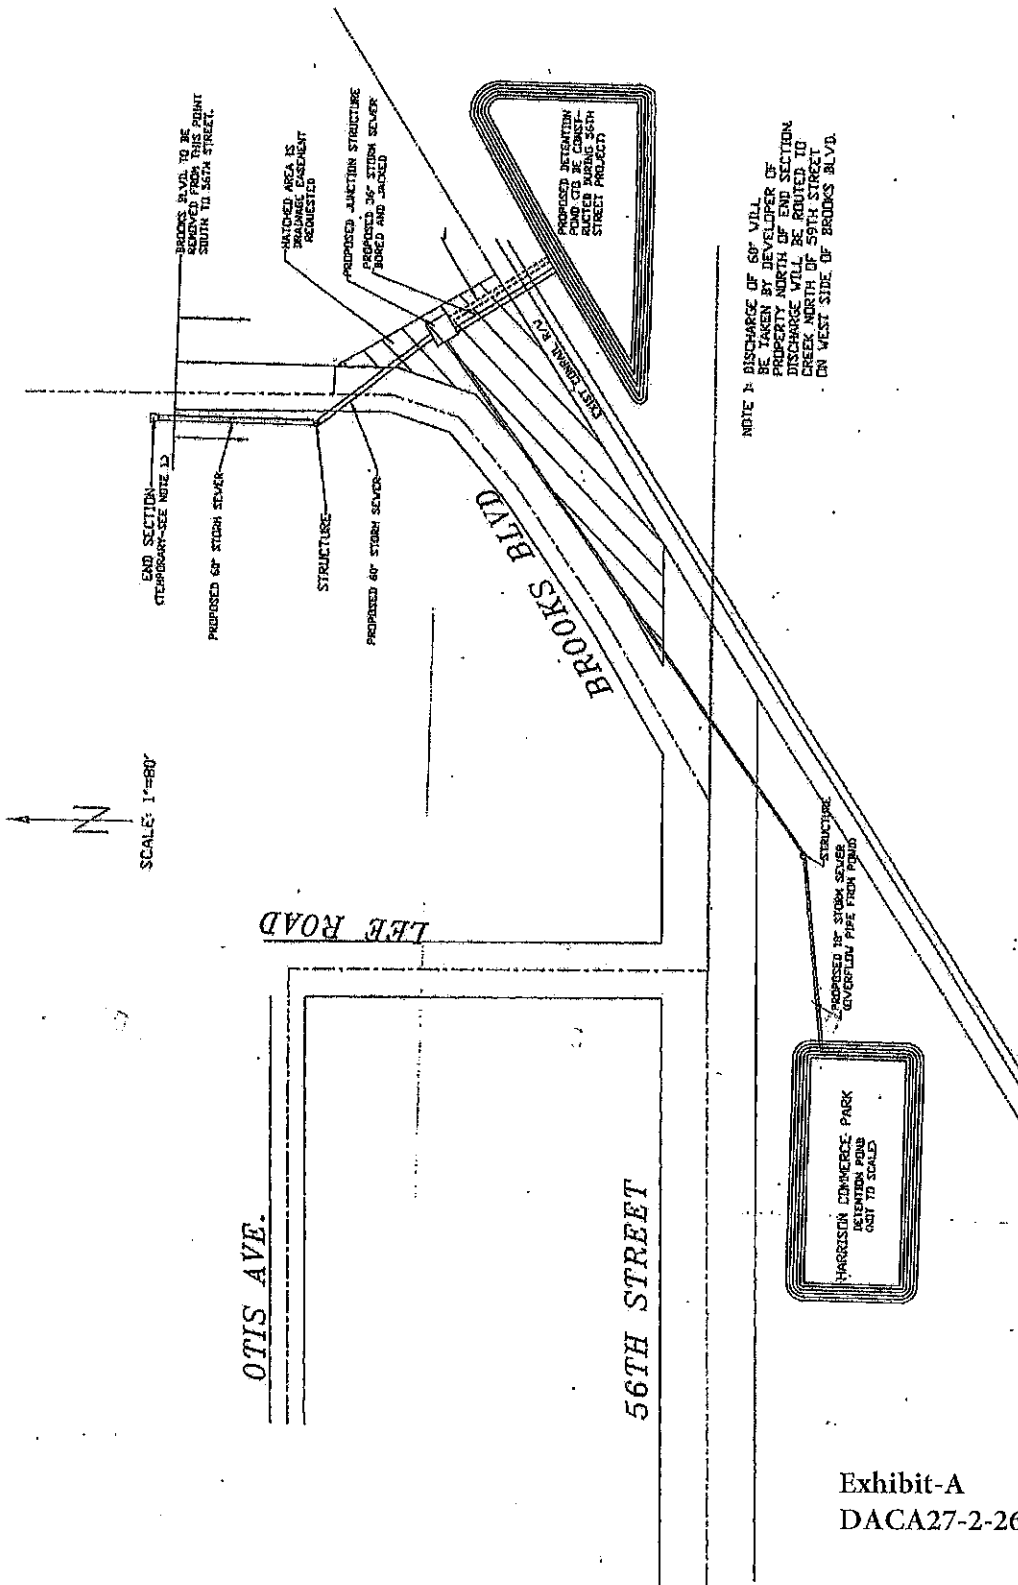 BROOKS BLVD. TO BE
REMOVED FROM THIS POINT
SOUTH TO 56TH STREET.
HATCHED AREA IS
DRAINAGE EASEMENT
REQUESTED
PROPOSED JUNCTION STRUCTURE
PROPOSED 36" STORM SEWER
BORED AND JACKED
PROPOSED DETENTION
POND (TO BE CONST-
RUCTED DURING 56TH
STREET PROJECT)
END SECTION
(TEMPORARY-SEE NOTE 1)
PROPOSED 60" STORM SEWER
STRUCTURE
PROPOSED 60" STORM SEWER
EXIST CONRAIL R/W
BROOKS BLVD
NOTE 1: DISCHARGE OF 60" WILL
BE TAKEN BY DEVELOPER OF
PROPERTY NORTH OF END SECTION.
DISCHARGE WILL BE ROUTED TO
CREEK NORTH OF 59TH STREET
ON WEST SIDE OF BROOKS BLVD.
N
SCALE: 1"=80'
LEE ROAD
STRUCTURE
PROPOSED 18" STORM SEWER
(OVERFLOW PIPE FROM POND)
OTIS AVE.
56TH STREET
HARRISON COMMERCE PARK
DETENTION POND
(NOT TO SCALE)
Exhibit-A
DACA27-2-26